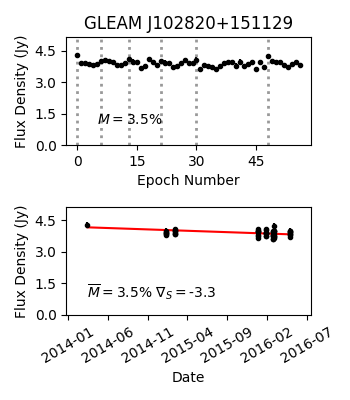 GLEAM J102820+151129
Flux Density (Jy)
4.5
3.0
1.5
0.0
M = 3.5%
0 15 30 45
Epoch Number
Flux Density (Jy)
4.5
3.0
1.5
0.0
M̅ = 3.5% ∇S = -3.3
2014-01 2014-06 2014-11 2015-04 2015-09 2016-02 2016-07
Date